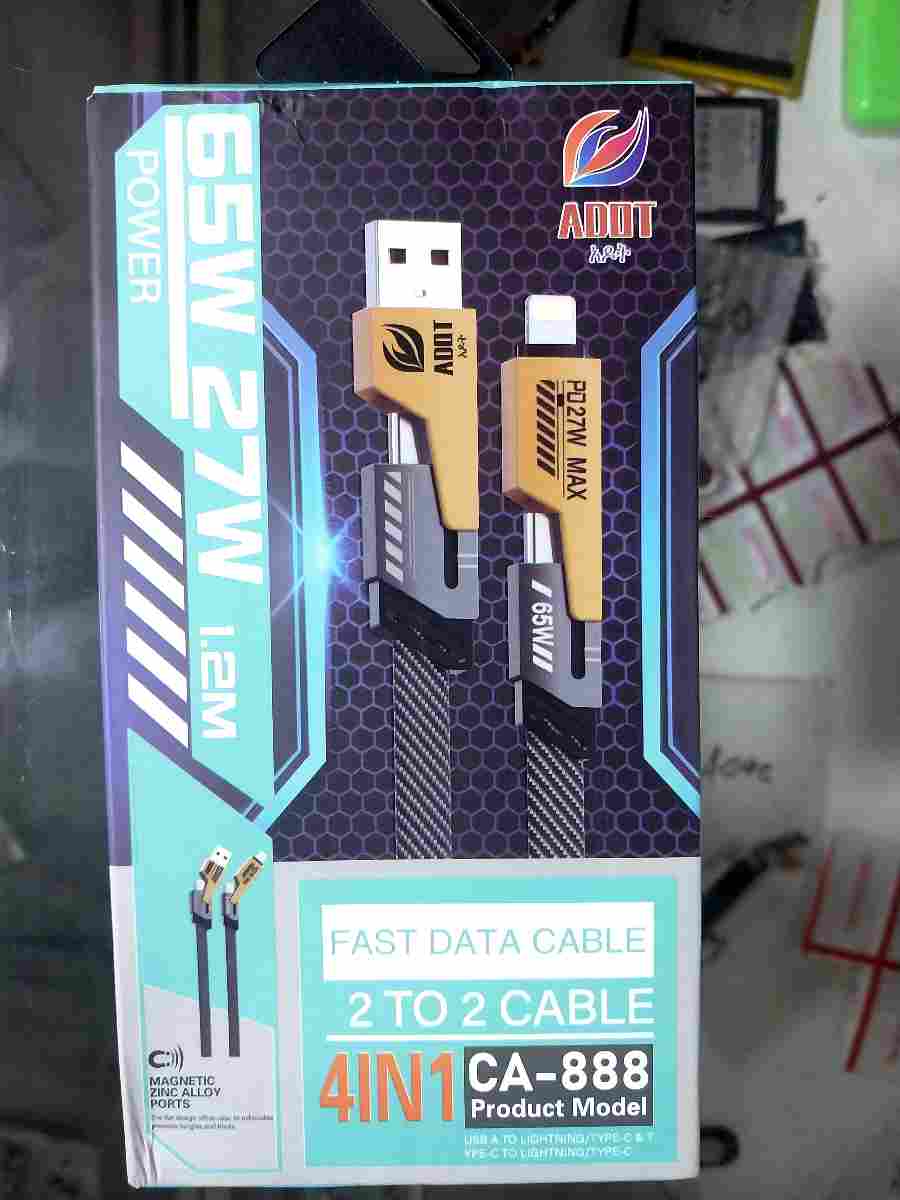 65W 27W 1.2M
POWER
ADOT
አዶት
ADOT
አዶት
PD27W MAX
65W
FAST DATA CABLE
2 TO 2 CABLE
4IN1
CA-888
Product Model
USB A TO LIGHTNING/TYPE-C & T
YPE-C TO LIGHTNING/TYPE-C
MAGNETIC
ZINC ALLOY
PORTS